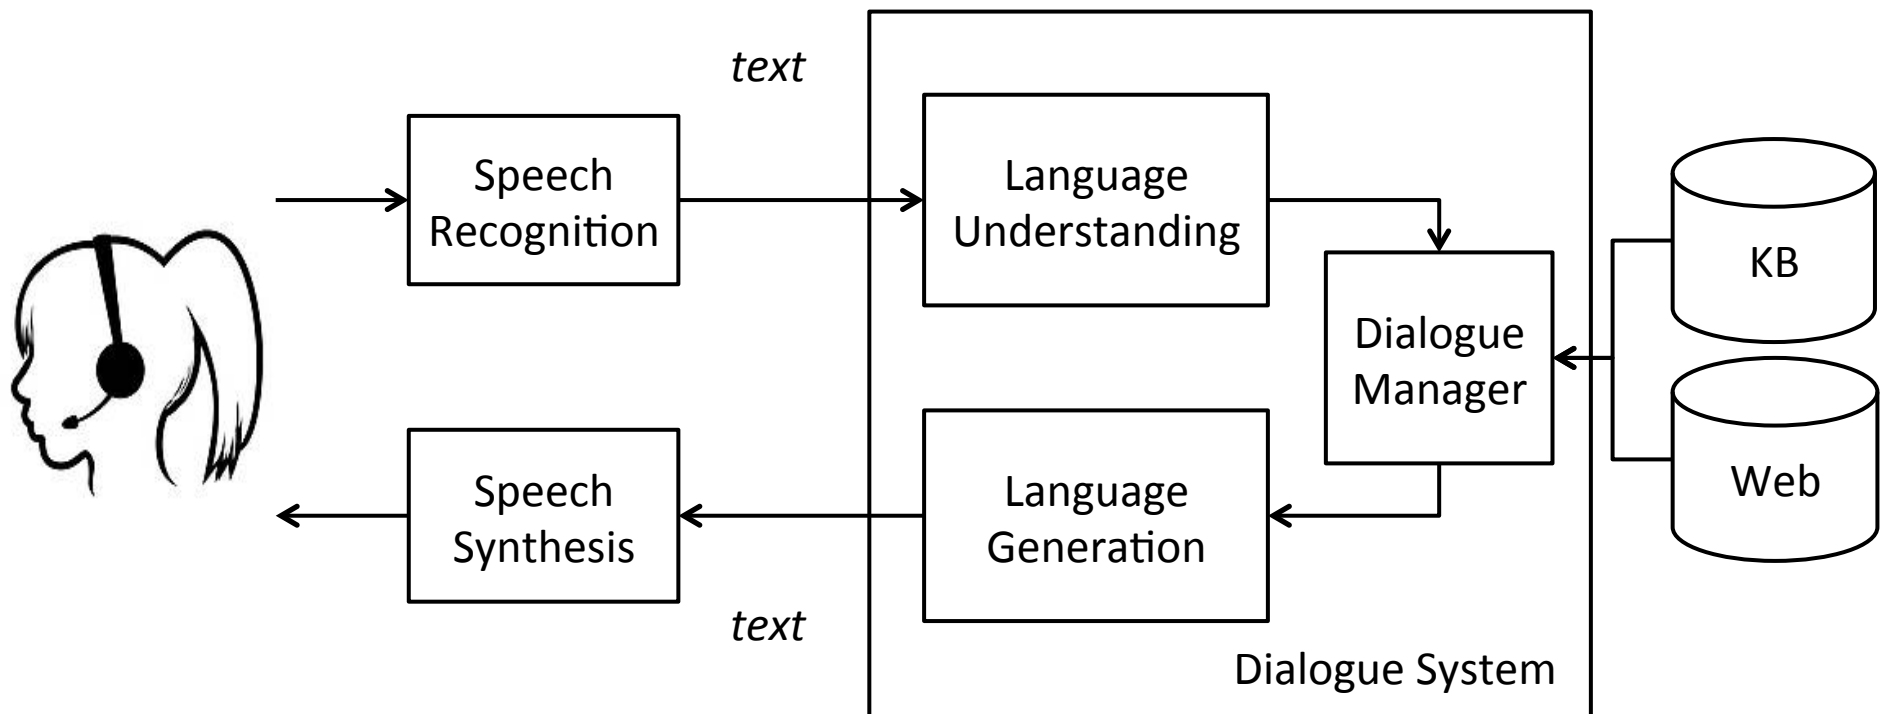 text
Speech
Recognition
Language
Understanding
KB
Dialogue
Manager
Web
Speech
Synthesis
Language
Generation
text
Dialogue System